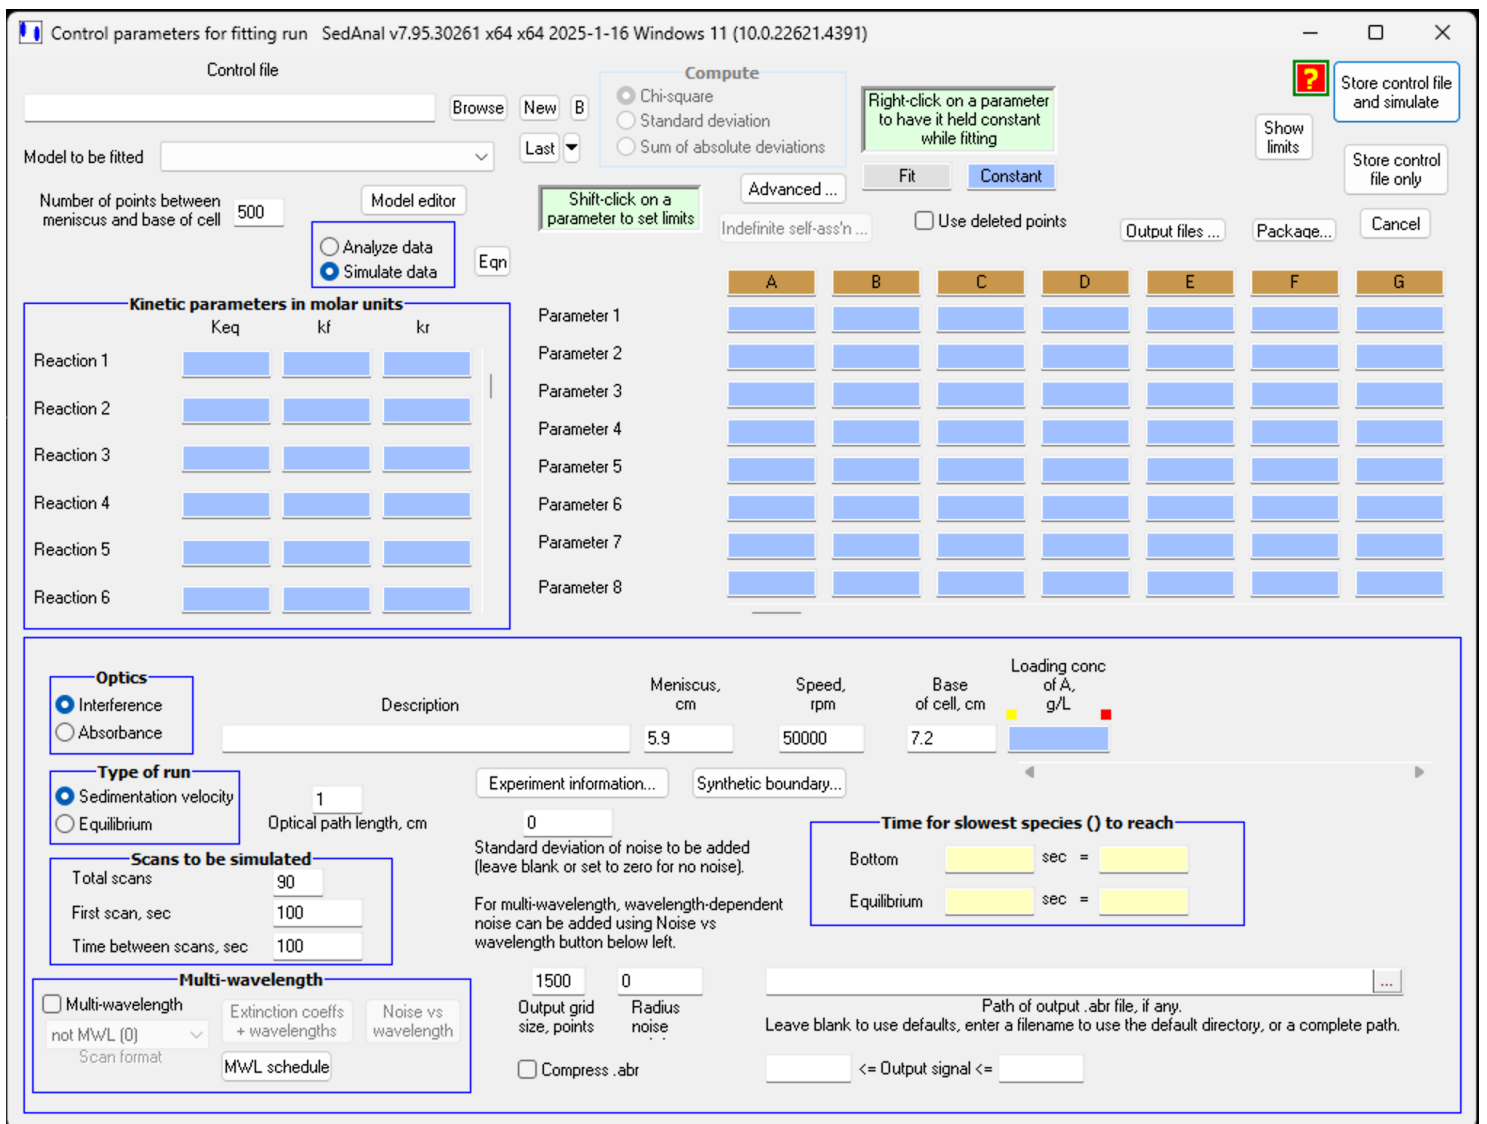 Control parameters for fitting run SedAnal v7.95.30261 x64 x64 2025-1-16 Windows 11 (10.0.22621.4391)
Control file
Browse
New
B
Last
Model to be fitted
Number of points between
meniscus and base of cell
500
Model editor
Analyze data
Simulate data
Eqn
Compute
Chi-square
Standard deviation
Sum of absolute deviations
Right-click on a parameter
to have it held constant
while fitting
Fit
Constant
Shift-click on a
parameter to set limits
Advanced ...
Indefinite self-ass'n ...
Use deleted points
?
Show
limits
Store control file
and simulate
Store control
file only
Output files ...
Package...
Cancel
Kinetic parameters in molar units
Keq kf kr
Reaction 1
Reaction 2
Reaction 3
Reaction 4
Reaction 5
Reaction 6
A B C D E F G
Parameter 1
Parameter 2
Parameter 3
Parameter 4
Parameter 5
Parameter 6
Parameter 7
Parameter 8
Optics
Interference
Absorbance
Description
Meniscus,
cm
5.9
Speed,
rpm
50000
Base
of cell, cm
7.2
Loading conc
of A,
g/L
Type of run
Sedimentation velocity
Equilibrium
1
Optical path length, cm
Experiment information...
Synthetic boundary...
0
Standard deviation of noise to be added
(leave blank or set to zero for no noise).
For multi-wavelength, wavelength-dependent
noise can be added using Noise vs
wavelength button below left.
Time for slowest species () to reach
Bottom sec =
Equilibrium sec =
Scans to be simulated
Total scans 90
First scan, sec 100
Time between scans, sec 100
Multi-wavelength
Multi-wavelength
not MWL (0)
Scan format
Extinction coeffs
+ wavelengths
Noise vs
wavelength
MWL schedule
1500
Output grid
size, points
0
Radius
noise
Compress .abr
...
Path of output .abr file, if any.
Leave blank to use defaults, enter a filename to use the default directory, or a complete path.
<= Output signal <=